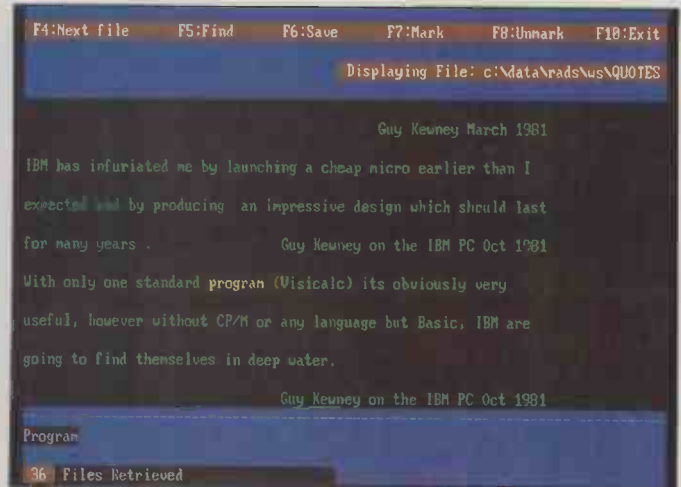 F4:Next file F5:Find F6:Save F7:Mark F8:Unmark F10:Exit
Displaying File: c:\data\rads\ws\QUOTES
Guy Kewney March 1981
IBM has infuriated me by launching a cheap micro earlier than I
expected and by producing an impressive design which should last
for many years . Guy Kewney on the IBM PC Oct 1981
With only one standard program (Visicalc) its obviously very
useful, however without CP/M or any language but Basic, IBM are
going to find themselves in deep water.
Guy Kewney on the IBM PC Oct 1981
Program
36 Files Retrieved